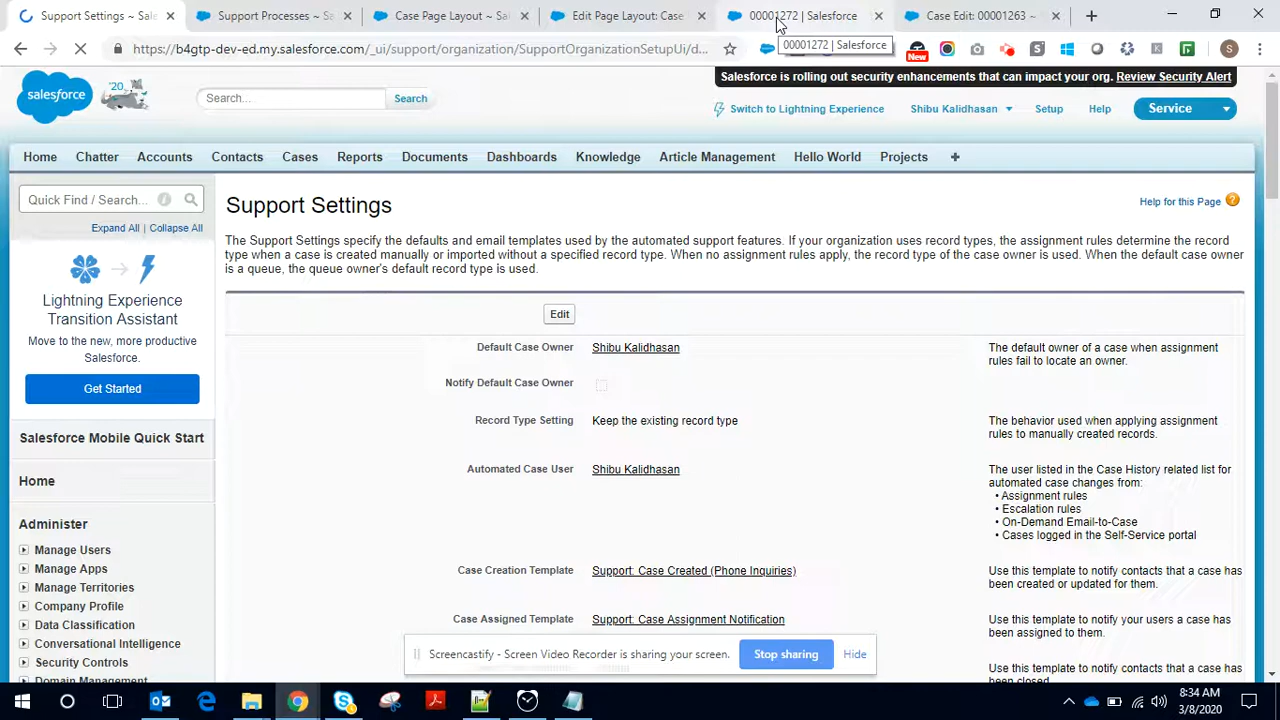 Support Settings ~ Sale
Support Processes ~ Sa
Case Page Layout ~ Sal
Edit Page Layout: Case
00001272 | Salesforce
Case Edit: 00001263 ~
https://b4gtp-dev-ed.my.salesforce.com/_ui/support/organization/SupportOrganizationSetupUi/d...
00001272 | Salesforce
New
S
Salesforce is rolling out security enhancements that can impact your org. Review Security Alert
salesforce
'20
Search...
Search
Switch to Lightning Experience
Shibu Kalidhasan
Setup
Help
Service
Home
Chatter
Accounts
Contacts
Cases
Reports
Documents
Dashboards
Knowledge
Article Management
Hello World
Projects
+
Quick Find / Search...
Expand All | Collapse All
Lightning Experience
Transition Assistant
Move to the new, more productive
Salesforce.
Get Started
Salesforce Mobile Quick Start
Home
Administer
Manage Users
Manage Apps
Manage Territories
Company Profile
Data Classification
Conversational Intelligence
Security Controls
Domain Management
Support Settings
Help for this Page
The Support Settings specify the defaults and email templates used by the automated support features. If your organization uses record types, the assignment rules determine the record
type when a case is created manually or imported without a specified record type. When no assignment rules apply, the record type of the case owner is used. When the default case owner
is a queue, the queue owner's default record type is used.
Edit
Default Case Owner
Shibu Kalidhasan
The default owner of a case when assignment
rules fail to locate an owner.
Notify Default Case Owner
Record Type Setting
Keep the existing record type
The behavior used when applying assignment
rules to manually created records.
Automated Case User
Shibu Kalidhasan
The user listed in the Case History related list for
automated case changes from:
• Assignment rules
• Escalation rules
• On-Demand Email-to-Case
• Cases logged in the Self-Service portal
Case Creation Template
Support: Case Created (Phone Inquiries)
Use this template to notify contacts that a case has
been created or updated for them.
Case Assigned Template
Support: Case Assignment Notification
Use this template to notify your users a case has
been assigned to them.
Use this template to notify contacts that a case has
been closed.
Screencastify - Screen Video Recorder is sharing your screen.
Stop sharing
Hide
8:34 AM
3/8/2020